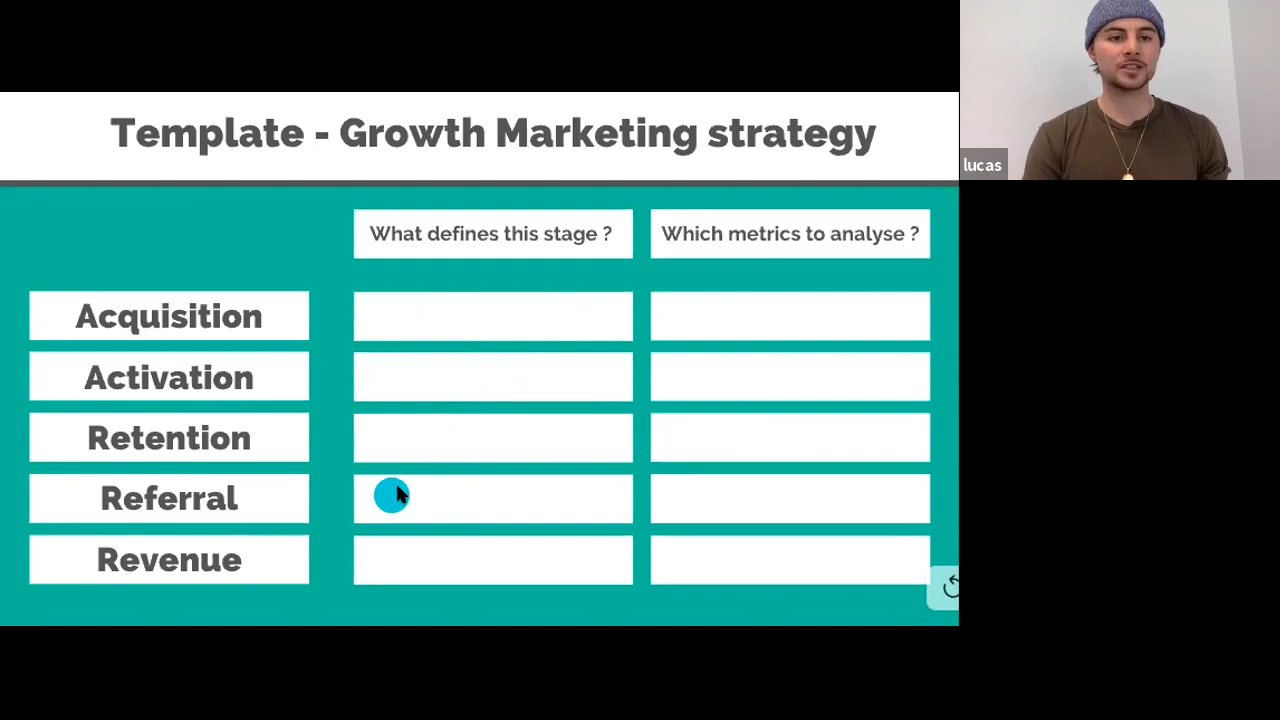 Template - Growth Marketing strategy
lucas
What defines this stage ?
Which metrics to analyse ?
Acquisition
Activation
Retention
Referral
Revenue